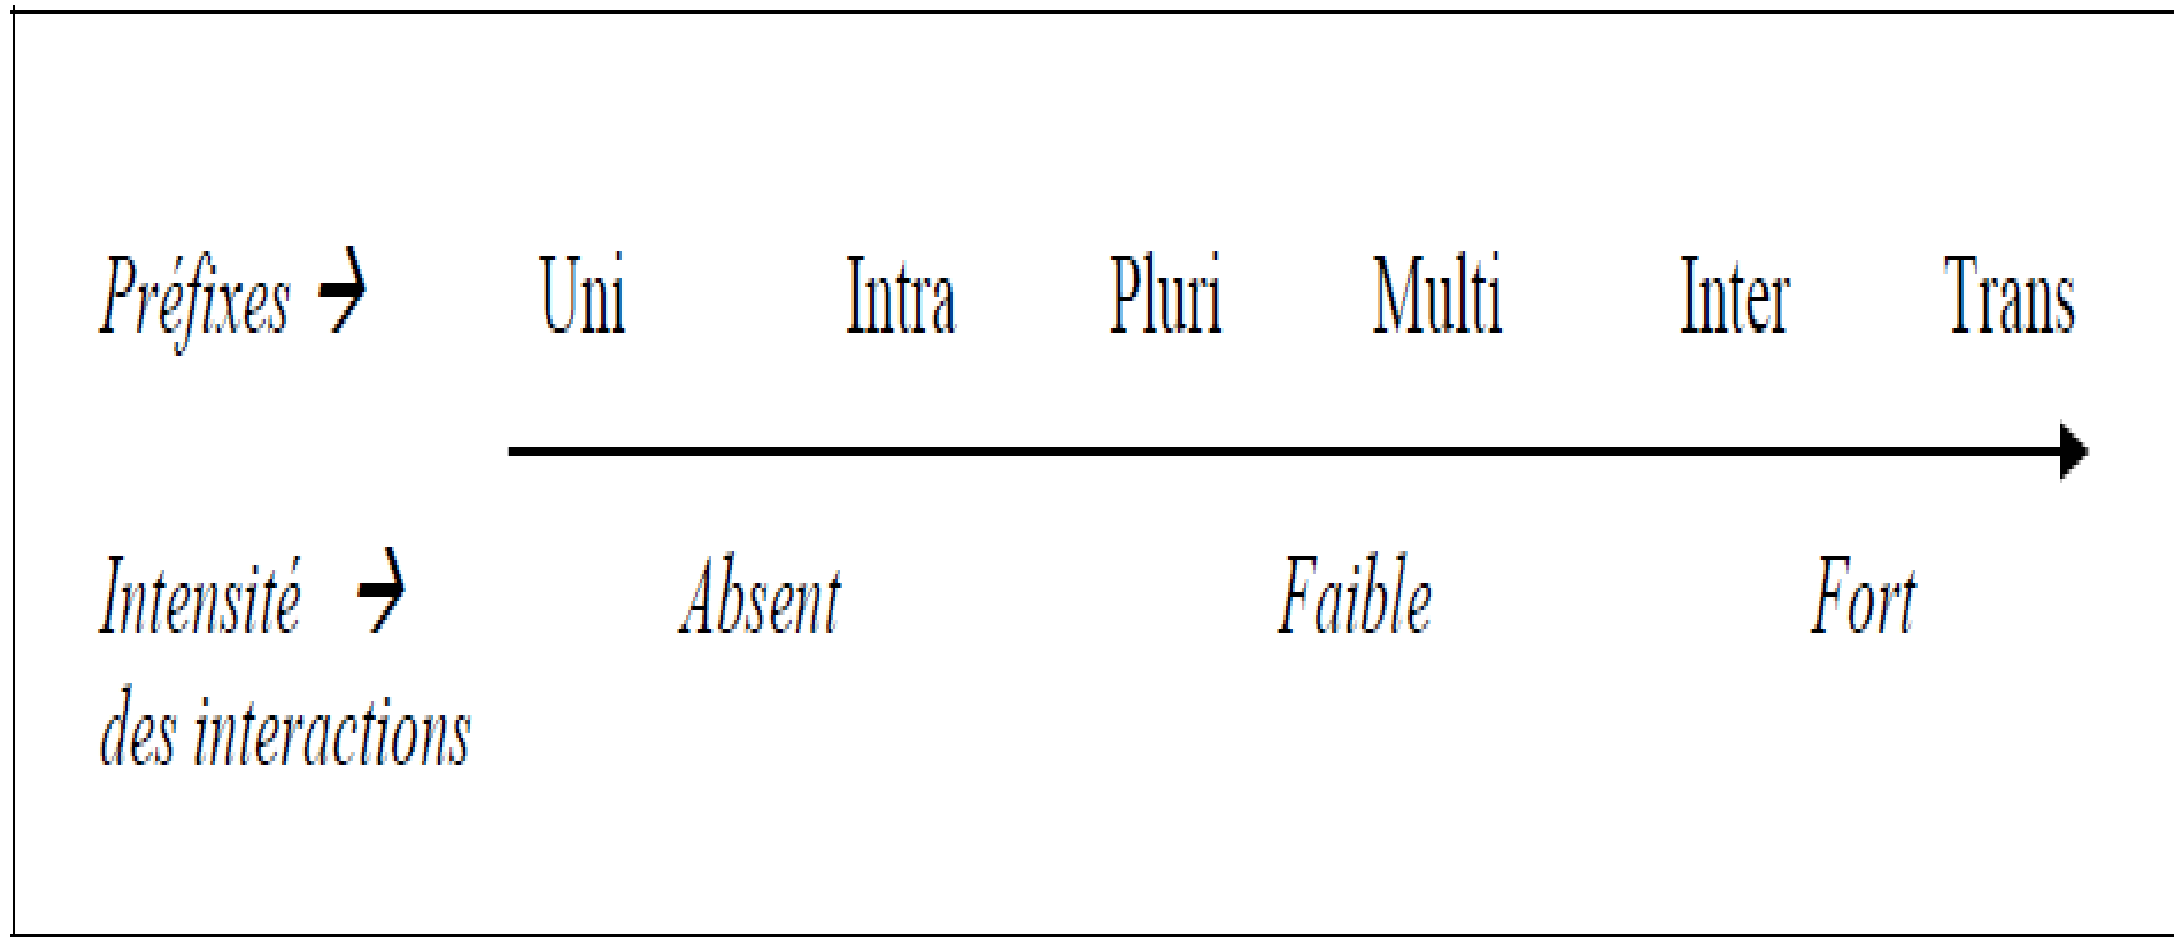 Préfixes → Uni Intra Pluri Multi Inter Trans
Intensité → Absent Faible Fort
des interactions